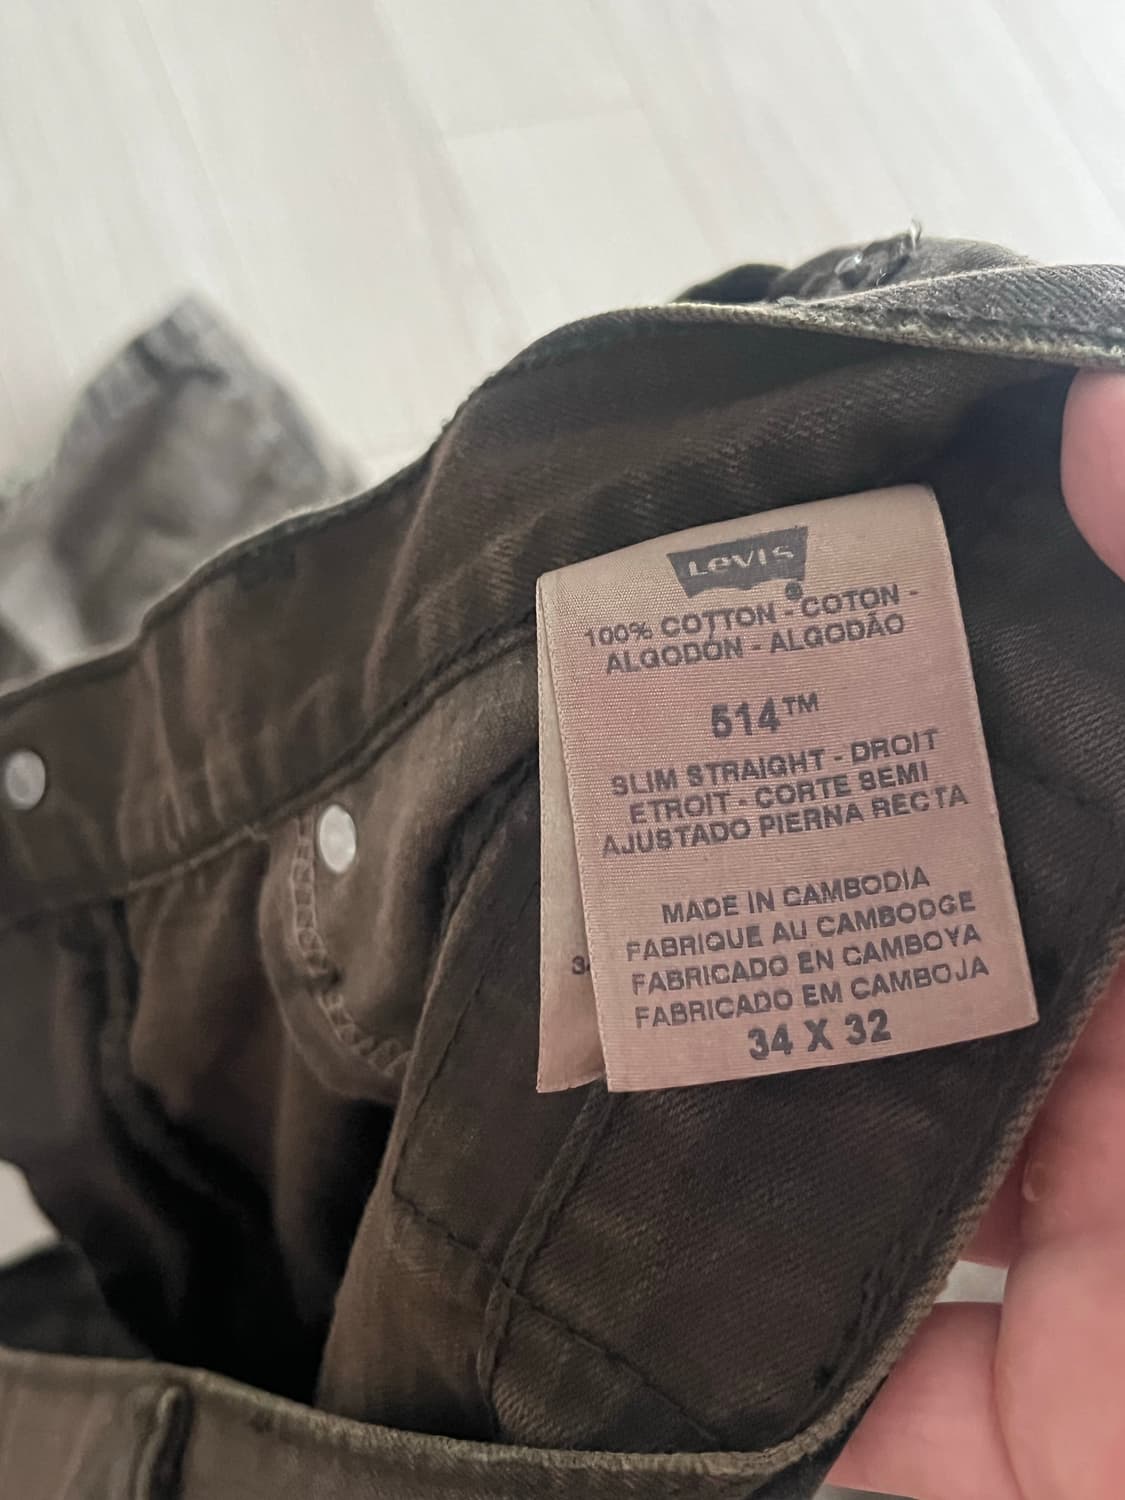 LEVIS
100% COTTON - COTON -
ALGODÓN - ALGODÃO
514™
SLIM STRAIGHT - DROIT
ETROIT - CORTE SEMI
AJUSTADO PIERNA RECTA
MADE IN CAMBODIA
FABRIQUE AU CAMBODGE
FABRICADO EN CAMBOYA
FABRICADO EM CAMBOJA
34 X 32